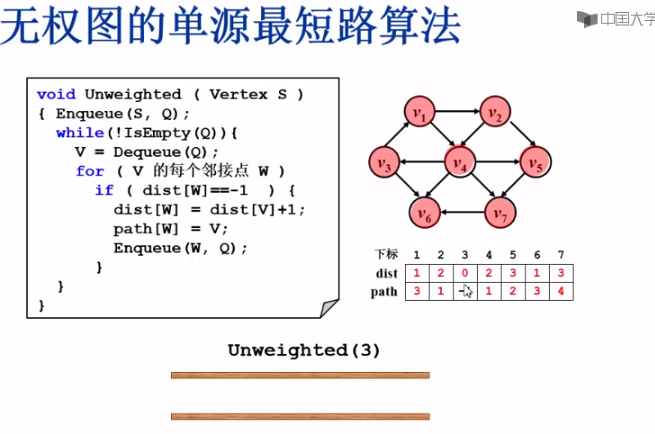 无权图的单源最短路算法
中国大学
void Unweighted ( Vertex S )
{ Enqueue(S, Q);
while(!IsEmpty(Q)){
V = Dequeue(Q);
for ( V 的每个邻接点 W )
if ( dist[W]==-1 ) {
dist[W] = dist[V]+1;
path[W] = V;
Enqueue(W, Q);
}
}
}
v1 v2
v3 v4 v5
v6 v7
下标 1 2 3 4 5 6 7
dist 1 2 0 2 3 1 3
path 3 1 - 1 2 3 4
Unweighted(3)